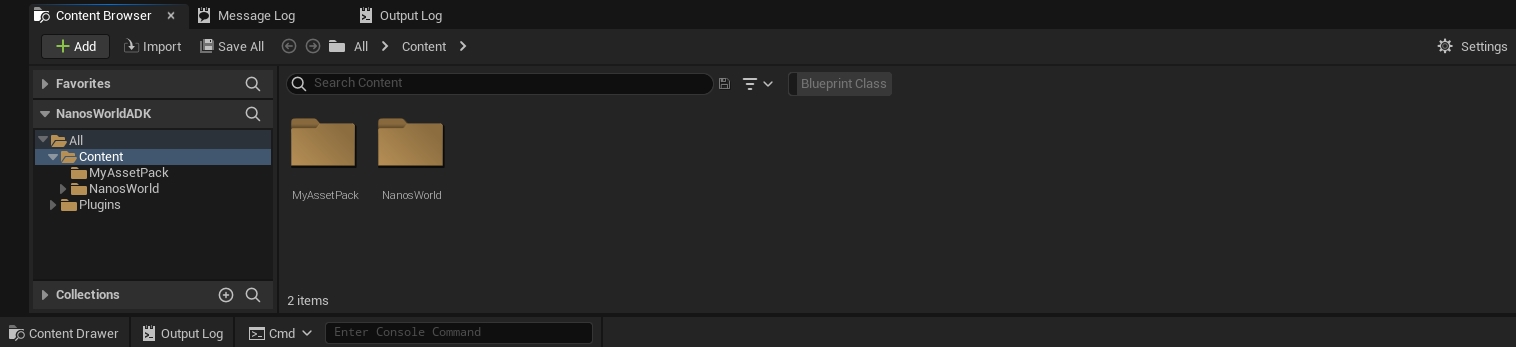 Content Browser
Message Log
Output Log
Add
Import
Save All
All
Content
Settings
Favorites
Search Content
Blueprint Class
NanosWorldADK
All
Content
MyAssetPack
NanosWorld
Plugins
MyAssetPack
NanosWorld
Collections
2 items
Content Drawer
Output Log
Cmd
Enter Console Command